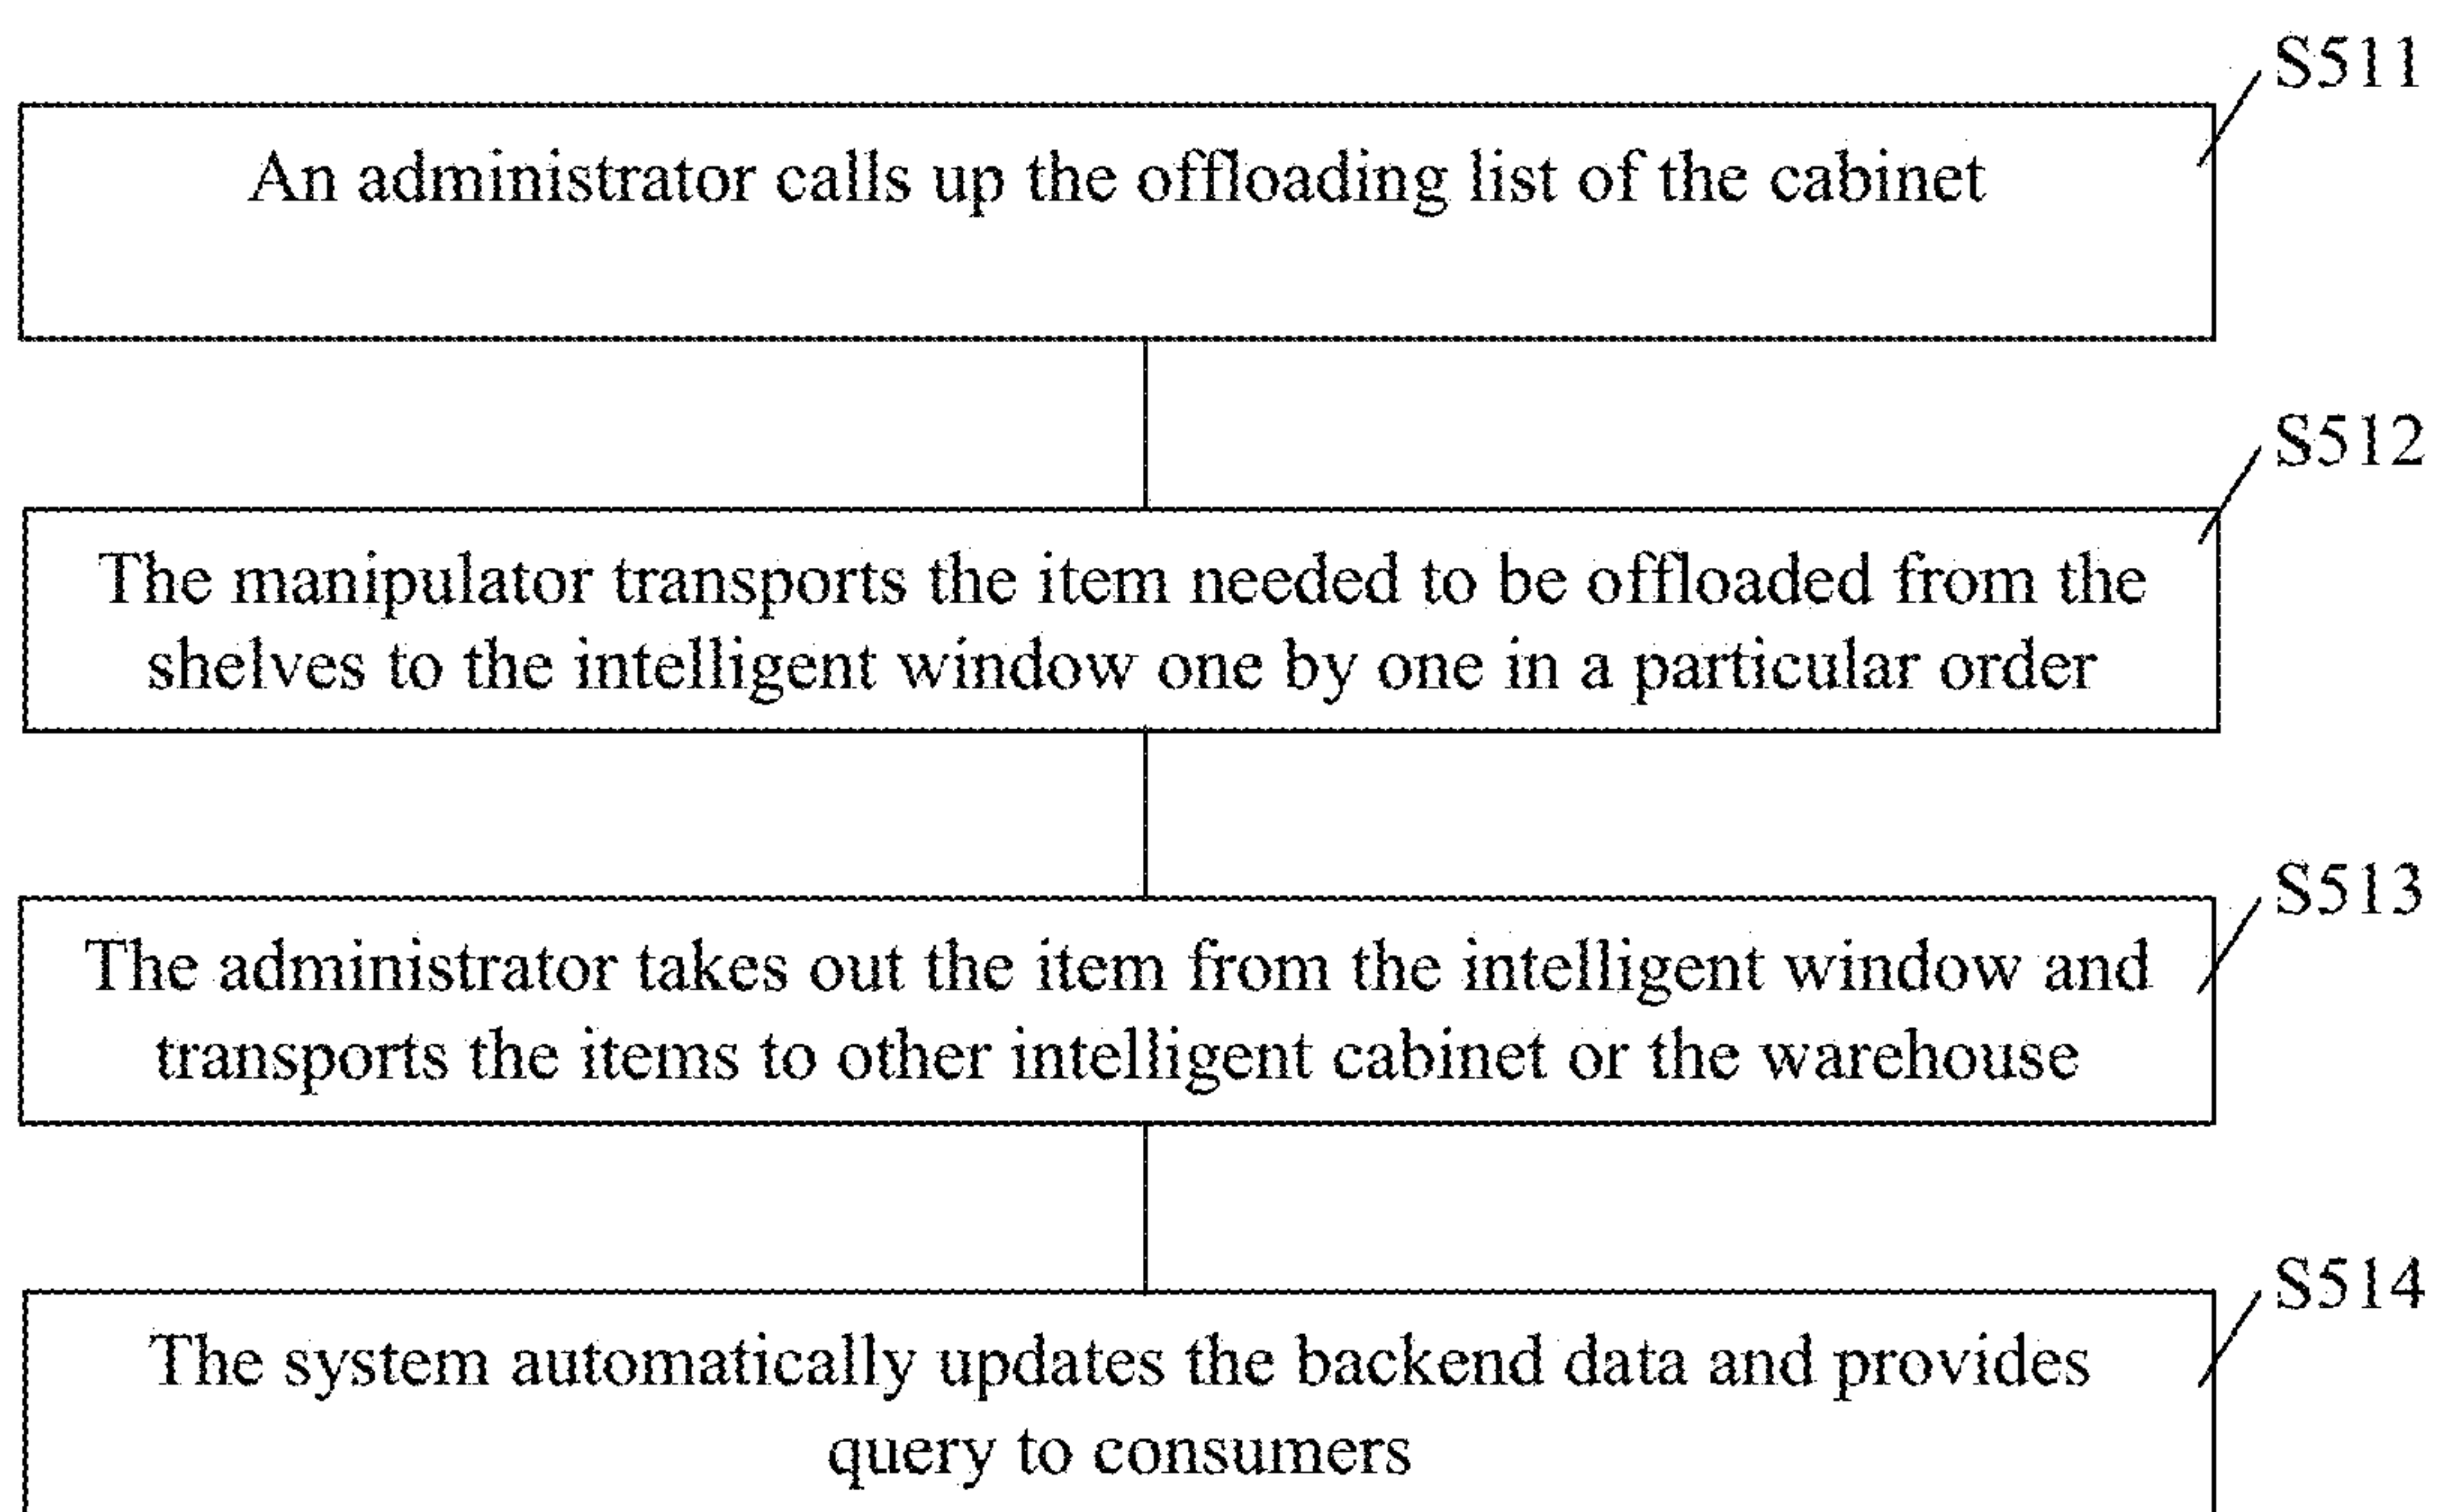 S511
An administrator calls up the offloading list of the cabinet
S512
The manipulator transports the item needed to be offloaded from the
shelves to the intelligent window one by one in a particular order
S513
The administrator takes out the item from the intelligent window and
transports the items to other intelligent cabinet or the warehouse
S514
The system automatically updates the backend data and provides
query to consumers